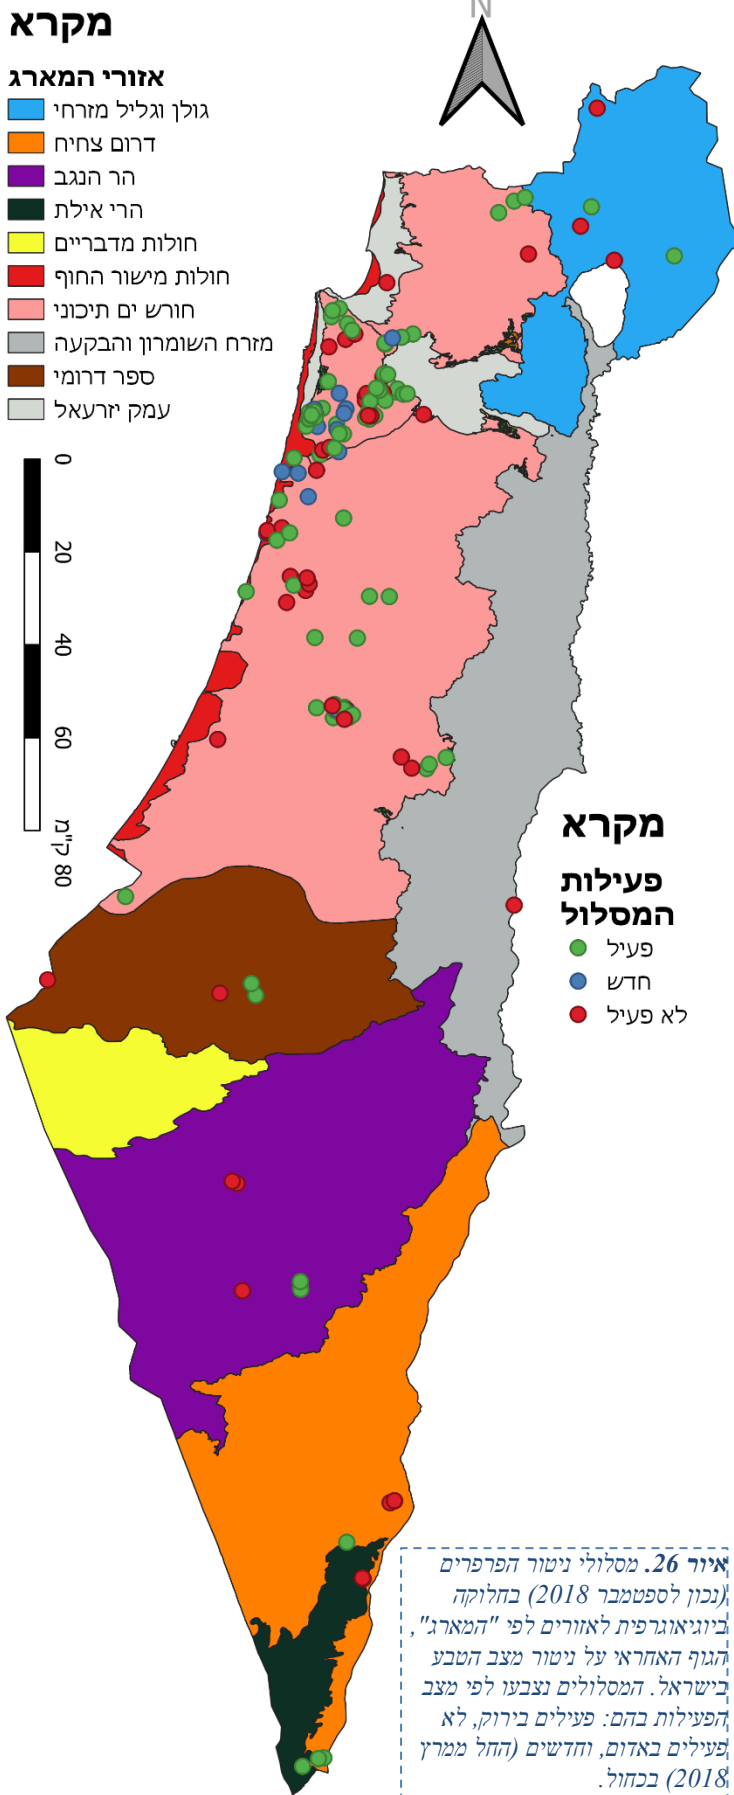 מקרא
אזורי המארג
גולן וגליל מזרחי
דרום צחיח
הר הנגב
הרי אילת
חולות מדבריים
חולות מישור החוף
חורש ים תיכוני
מזרח השומרון והבקעה
ספר דרומי
עמק יזרעאל
N
0
20
40
60
80 ק"מ
מקרא
פעילות
המסלול
פעיל
חדש
לא פעיל
איור 26. מסלולי ניטור הפרפרים
(נכון לספטמבר 2018) בחלוקה
ביוגיאוגרפית לאזורים לפי "המארג",
הגוף האחראי על ניטור מצב הטבע
בישראל. המסלולים נצבעו לפי מצב
הפעילות בהם: פעילים בירוק, לא
פעילים באדום, וחדשים (החל ממרץ
2018) בכחול.